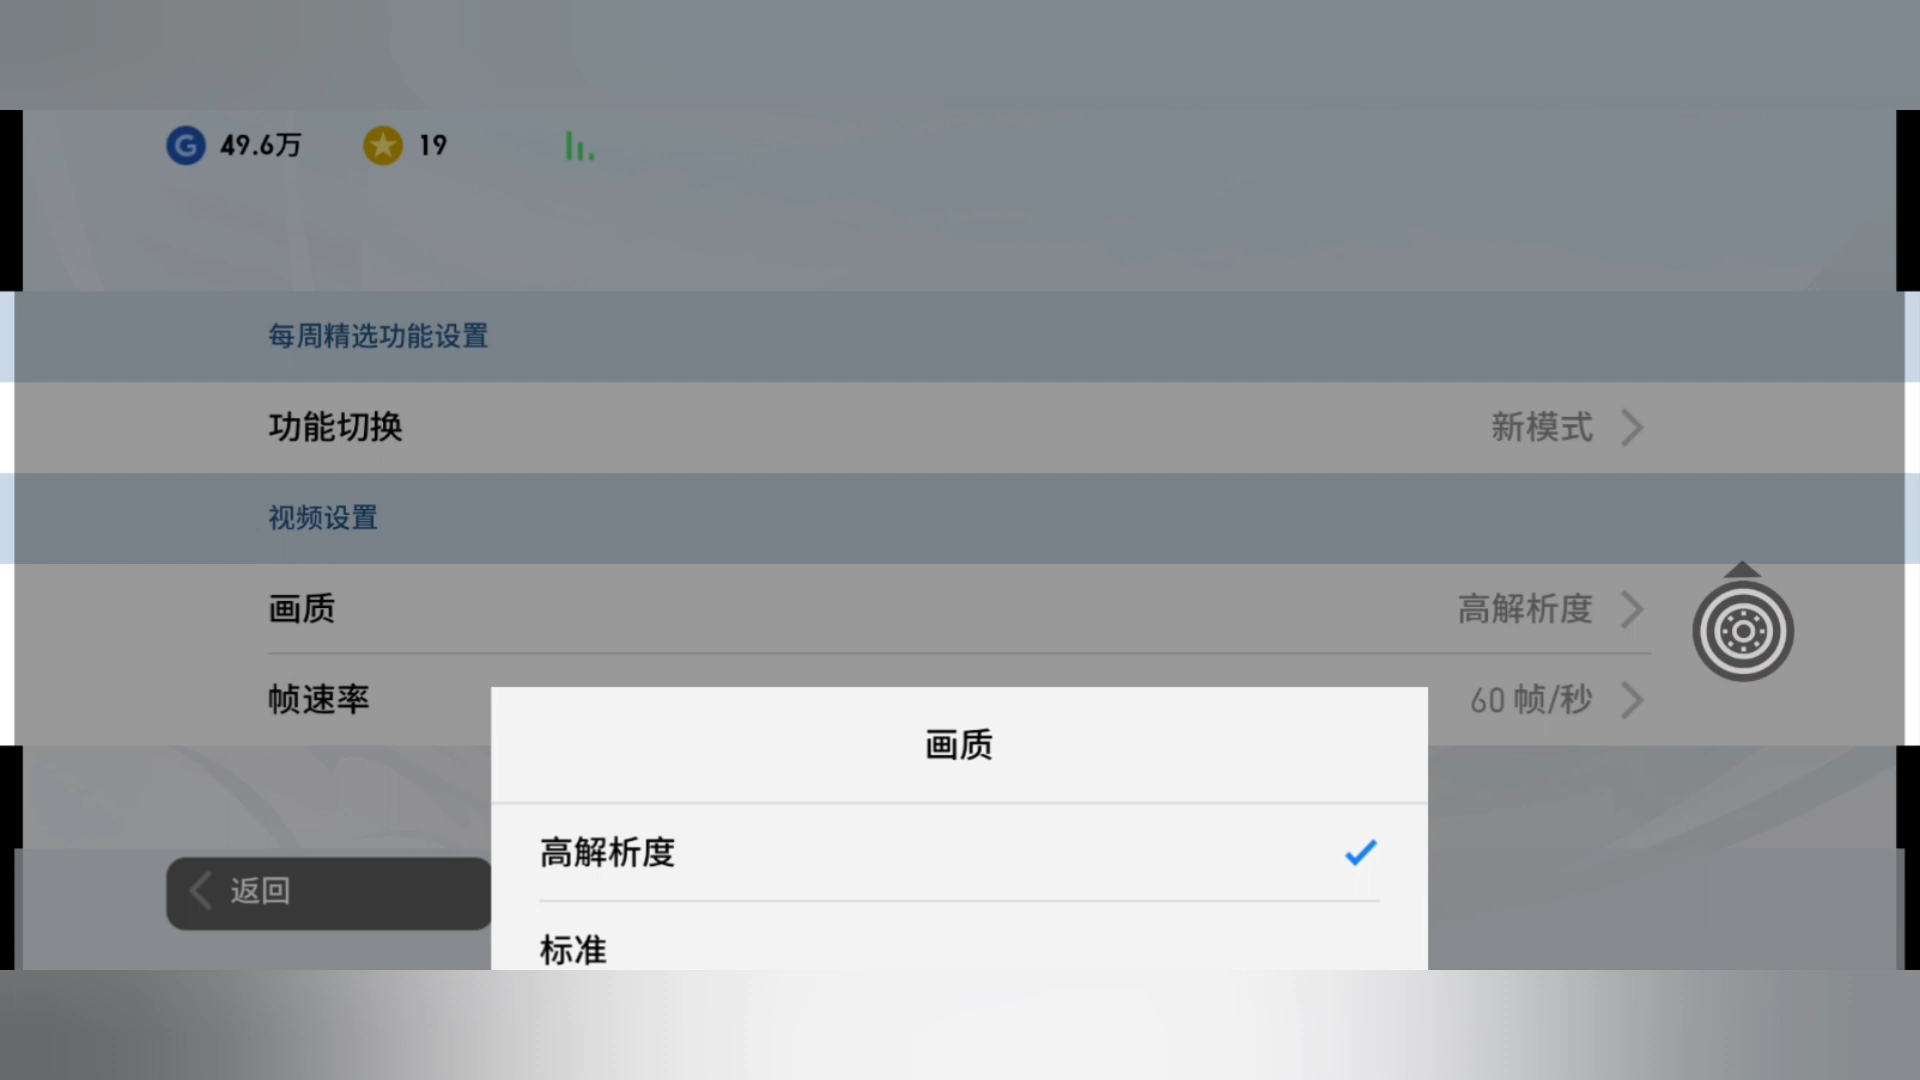 G 49.6万 19
每周精选功能设置
功能切换 新模式
视频设置
画质 高解析度
帧速率 60 帧/秒
画质
高解析度
返回
标准